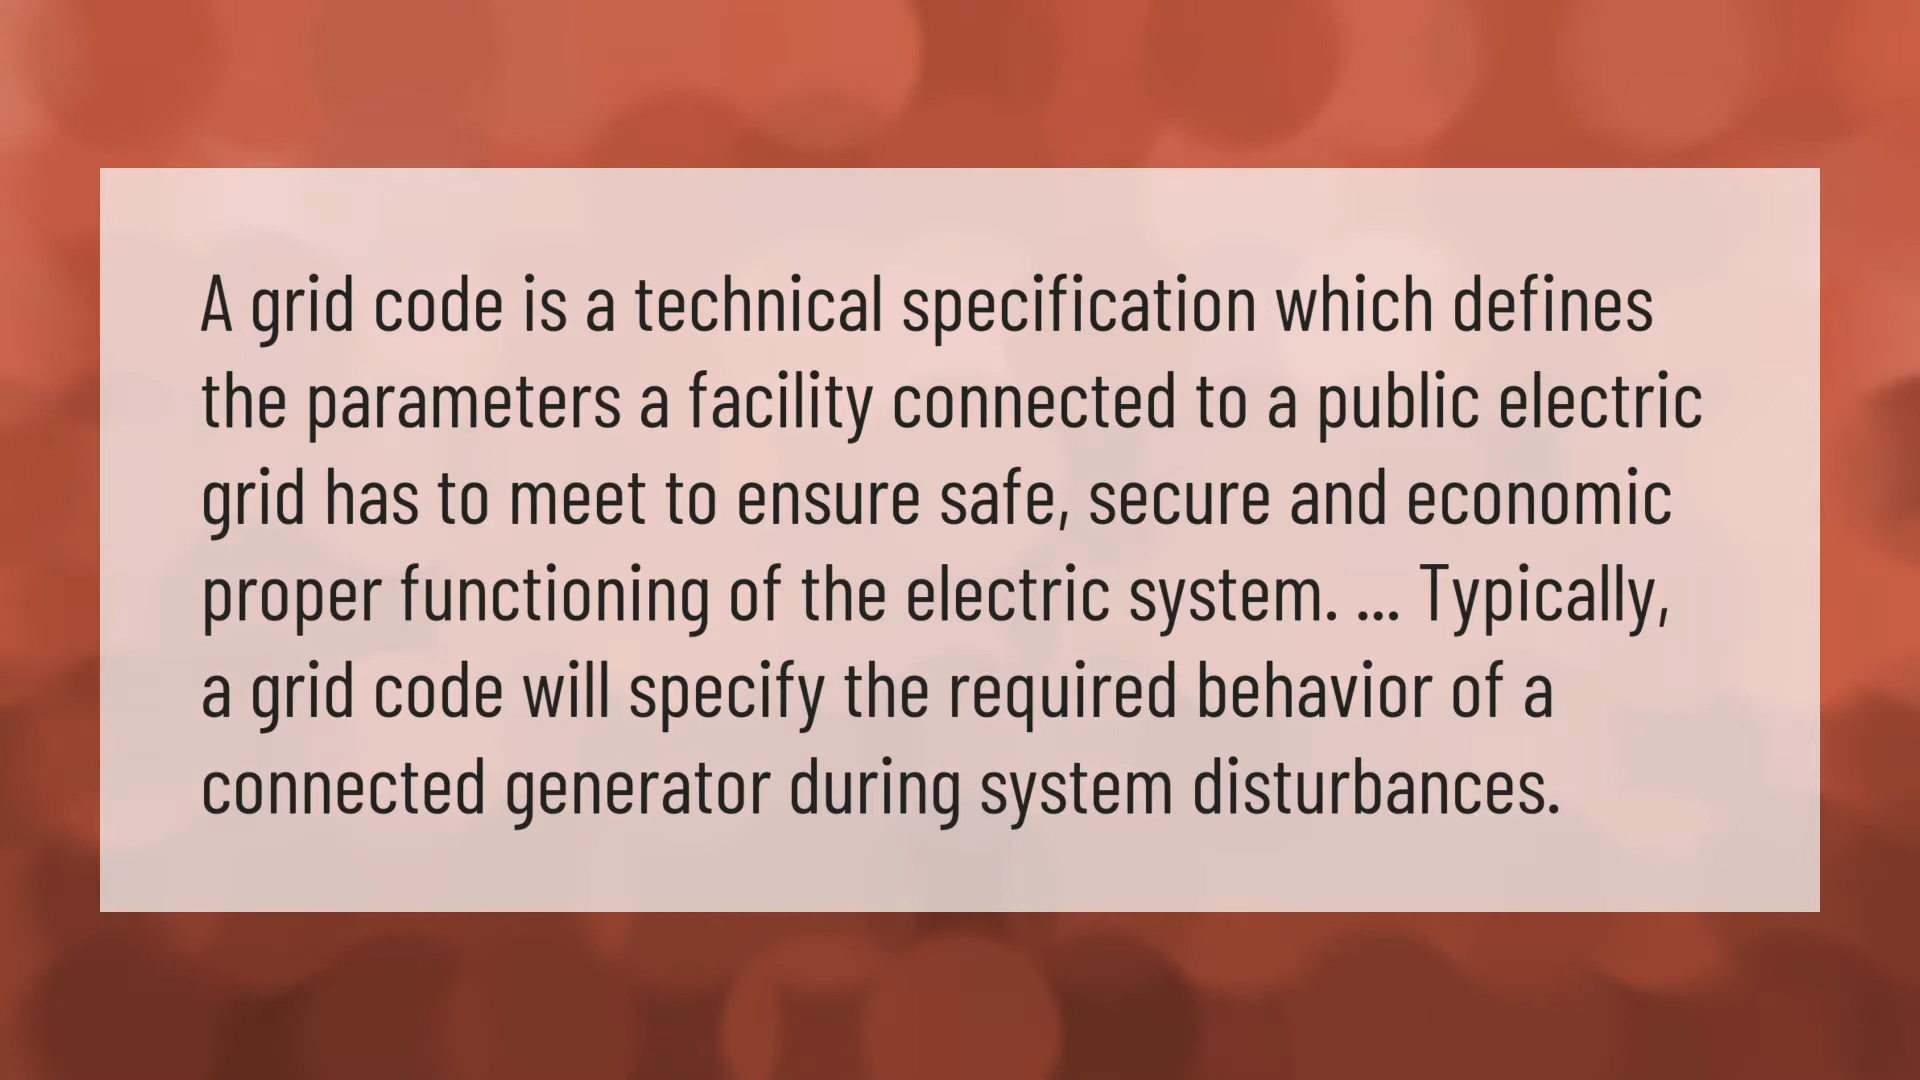 A grid code is a technical specification which defines
the parameters a facility connected to a public electric
grid has to meet to ensure safe, secure and economic
proper functioning of the electric system. ... Typically,
a grid code will specify the required behavior of a
connected generator during system disturbances.